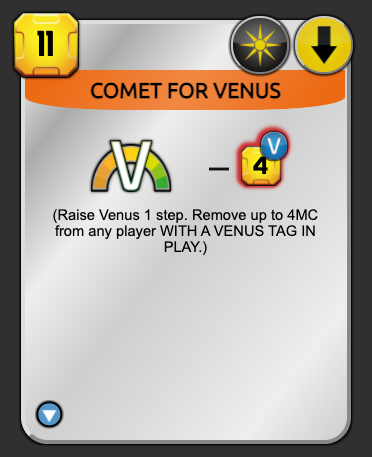 11
COMET FOR VENUS
V
V
4
(Raise Venus 1 step. Remove up to 4MC
from any player WITH A VENUS TAG IN
PLAY.)